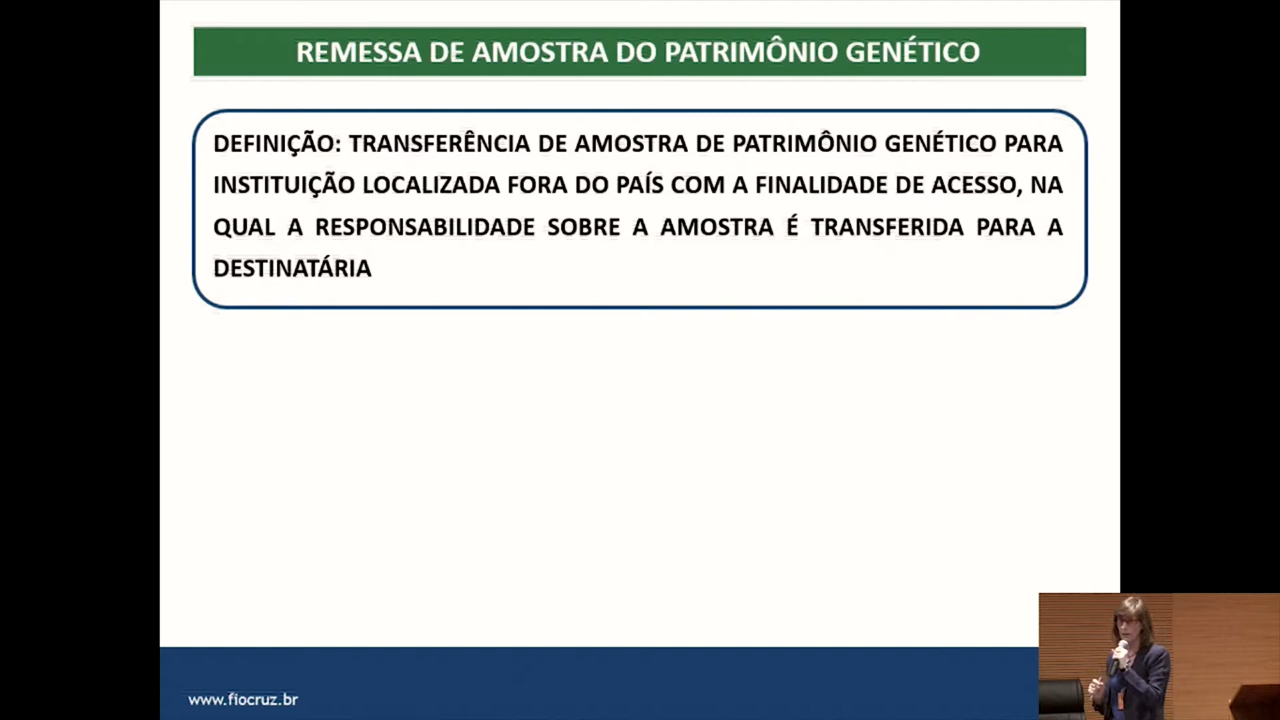 REMESSA DE AMOSTRA DO PATRIMÔNIO GENÉTICO
DEFINIÇÃO: TRANSFERÊNCIA DE AMOSTRA DE PATRIMÔNIO GENÉTICO PARA
INSTITUIÇÃO LOCALIZADA FORA DO PAÍS COM A FINALIDADE DE ACESSO, NA
QUAL A RESPONSABILIDADE SOBRE A AMOSTRA É TRANSFERIDA PARA A
DESTINATÁRIA
www.fiocruz.br